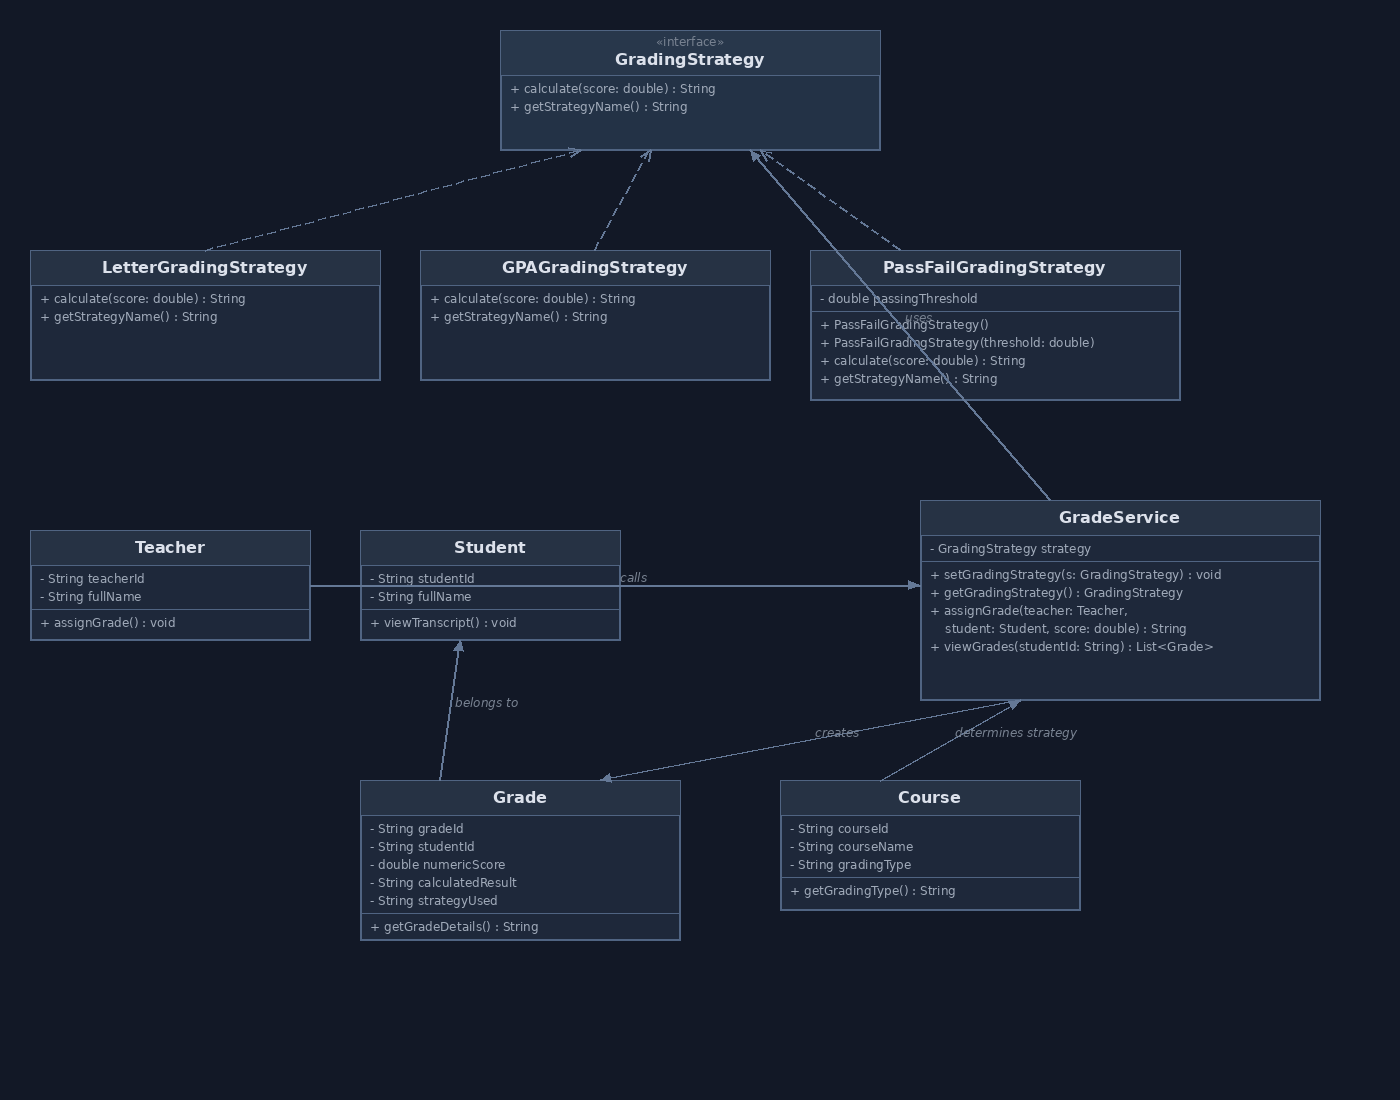 «interface»
GradingStrategy
+ calculate(score: double) : String
+ getStrategyName() : String
LetterGradingStrategy
+ calculate(score: double) : String
+ getStrategyName() : String
GPAGradingStrategy
+ calculate(score: double) : String
+ getStrategyName() : String
PassFailGradingStrategy
- double passingThreshold
uses
+ PassFailGradingStrategy()
+ PassFailGradingStrategy(threshold: double)
+ calculate(score: double) : String
+ getStrategyName() : String
Teacher
- String teacherId
- String fullName
+ assignGrade() : void
Student
- String studentId
- String fullName
+ viewTranscript() : void
calls
GradeService
- GradingStrategy strategy
+ setGradingStrategy(s: GradingStrategy) : void
+ getGradingStrategy() : GradingStrategy
+ assignGrade(teacher: Teacher,
student: Student, score: double) : String
+ viewGrades(studentId: String) : List<Grade>
belongs to
creates
determines strategy
Grade
- String gradeId
- String studentId
- double numericScore
- String calculatedResult
- String strategyUsed
+ getGradeDetails() : String
Course
- String courseId
- String courseName
- String gradingType
+ getGradingType() : String